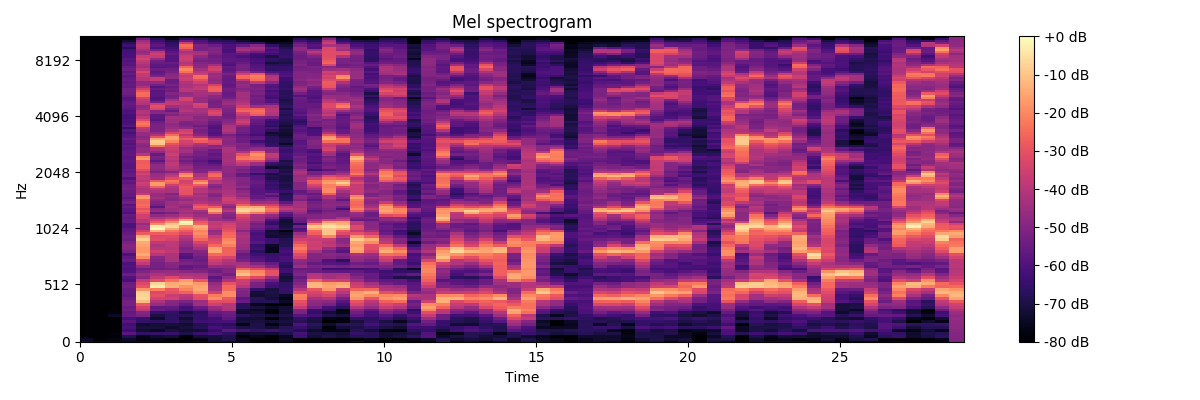 Mel spectrogram
8192
4096
2048
1024
512
0
Hz
0 5 10 15 20 25
Time
+0 dB
-10 dB
-20 dB
-30 dB
-40 dB
-50 dB
-60 dB
-70 dB
-80 dB